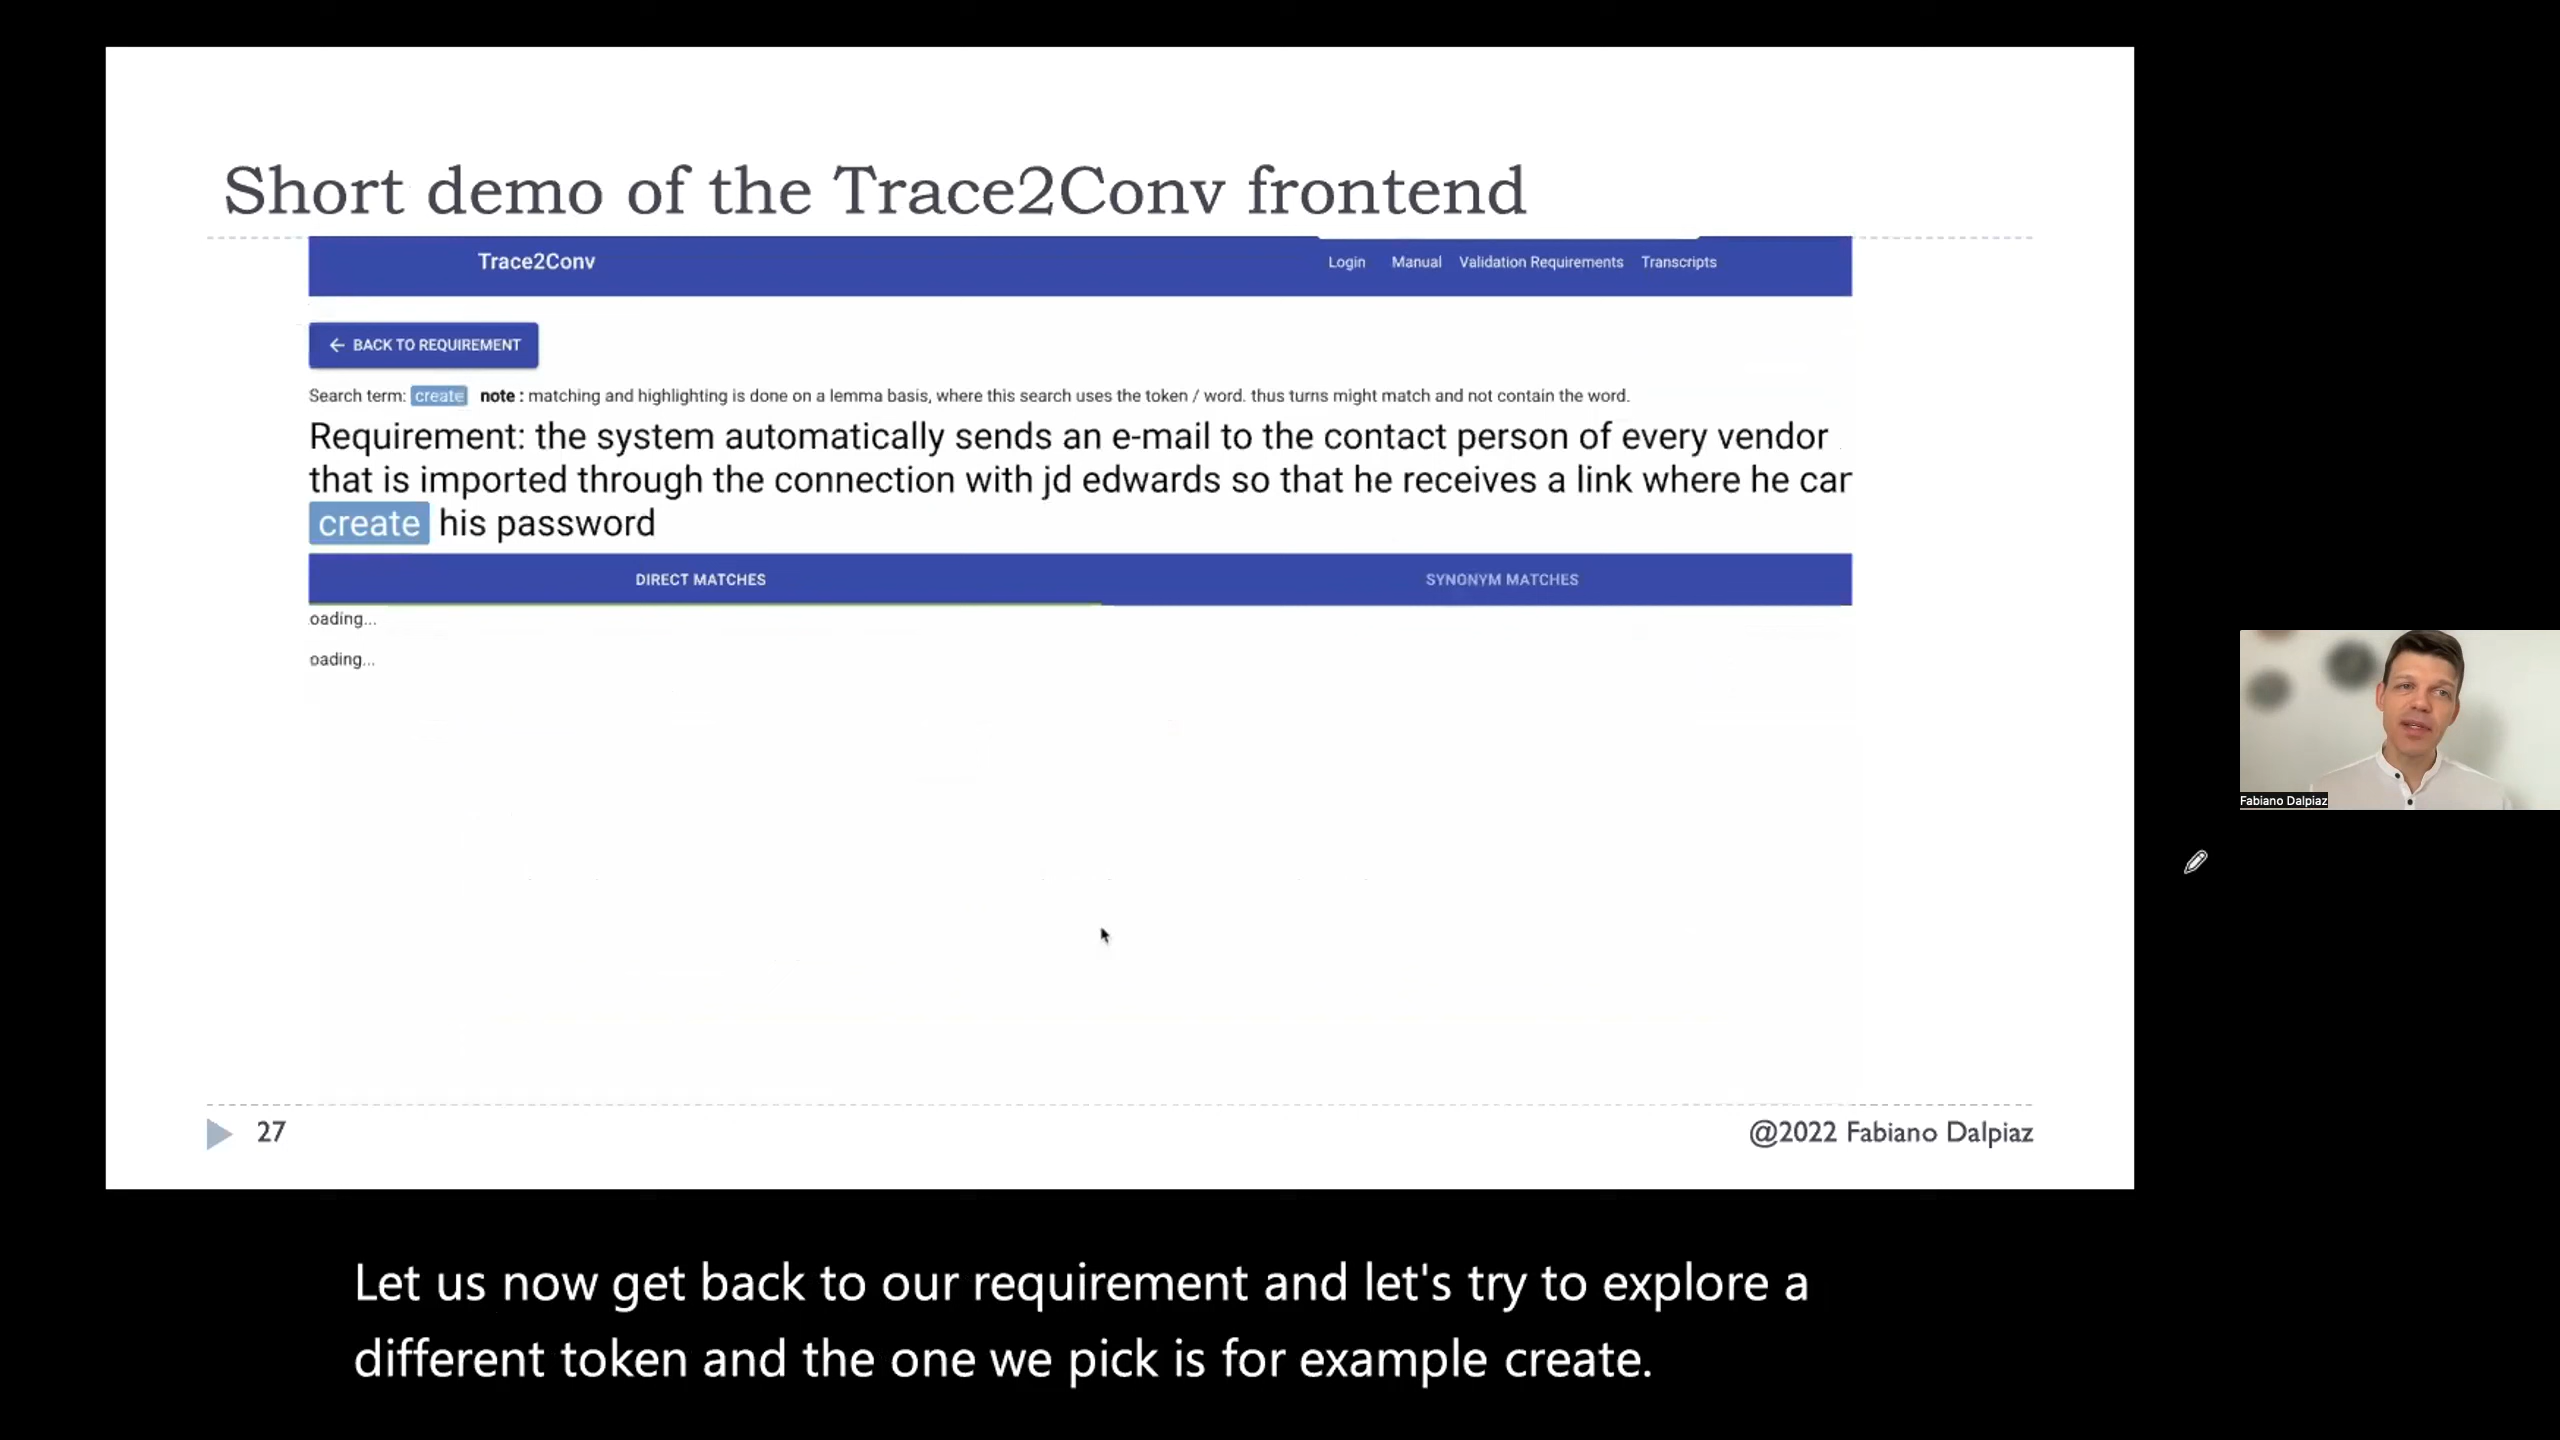 Short demo of the Trace2Conv frontend
Trace2Conv
Login Manual Validation Requirements Transcripts
← BACK TO REQUIREMENT
Search term: create note : matching and highlighting is done on a lemma basis, where this search uses the token / word. thus turns might match and not contain the word.
Requirement: the system automatically sends an e-mail to the contact person of every vendor
that is imported through the connection with jd edwards so that he receives a link where he can
create his password
DIRECT MATCHES SYNONYM MATCHES
oading...
oading...
Fabiano Dalpiaz
27
@2022 Fabiano Dalpiaz
Let us now get back to our requirement and let's try to explore a
different token and the one we pick is for example create.